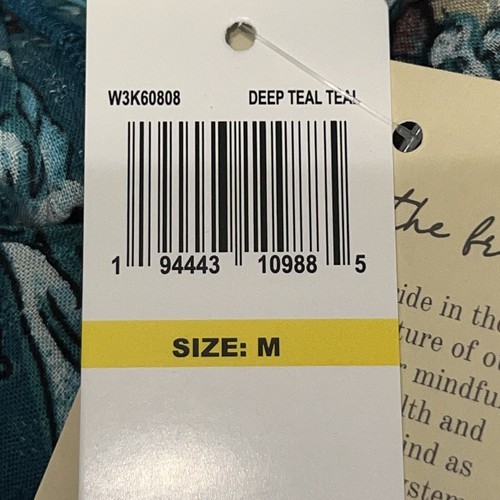 W3K60808 DEEP TEAL TEAL
1 94443 10988 5
SIZE: M
the
ride in the
ture of
mindful
lth and
ind as